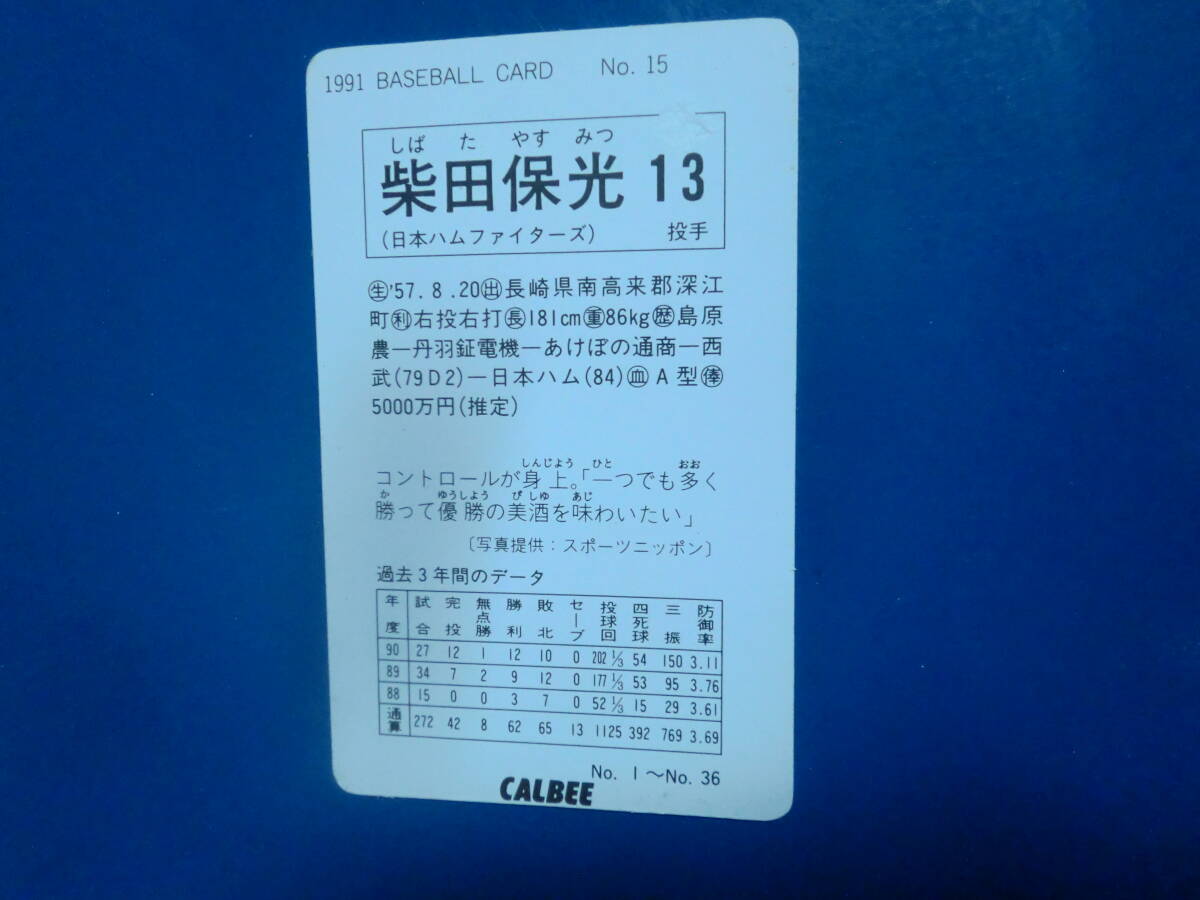 1991 BASEBALL CARD No. 15
しば た やす みつ
柴田保光 13
(日本ハムファイターズ) 投手
㊤'57. 8 .20㊦長崎県南高来郡深江
町㊒右投右打㊐181cm㊑86kg㊔島原
農―丹羽鉦電機―あけぼの通商―西
武(79D2)―日本ハム(84)㊓A型㊕
5000万円(推定)
しんじょう ひと おお
コントロールが身上。「一つでも多く
か ゆうしょう びしゅ あじ
勝って優勝の美酒を味わいたい」
〔写真提供：スポーツニッポン〕
過去3年間のデータ
年度 試合 完投 無点勝 勝利 敗北 セーブ 投球回 四死球 三振 防御率
90 27 12 1 12 10 0 202 1/3 54 150 3.11
89 34 7 2 9 12 0 177 1/3 53 95 3.76
88 15 0 0 3 7 0 52 1/3 15 29 3.61
通算 272 42 8 62 65 13 1125 392 769 3.69
No. 1～No. 36
CALBEE